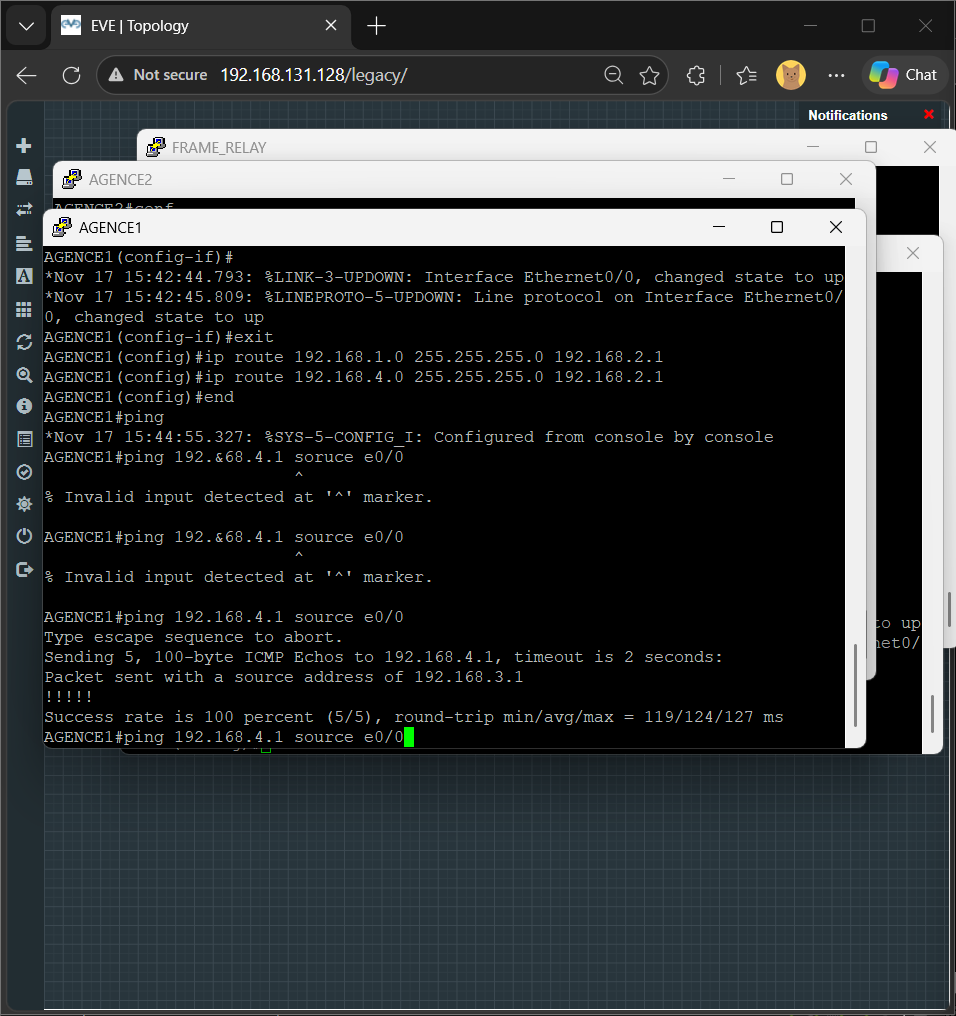 EVE | Topology
Not secure 192.168.131.128/legacy/
Chat
Notifications
FRAME_RELAY
AGENCE2
AGENCE2#conf
AGENCE1
AGENCE1(config-if)#
*Nov 17 15:42:44.793: %LINK-3-UPDOWN: Interface Ethernet0/0, changed state to up
*Nov 17 15:42:45.809: %LINEPROTO-5-UPDOWN: Line protocol on Interface Ethernet0/
0, changed state to up
AGENCE1(config-if)#exit
AGENCE1(config)#ip route 192.168.1.0 255.255.255.0 192.168.2.1
AGENCE1(config)#ip route 192.168.4.0 255.255.255.0 192.168.2.1
AGENCE1(config)#end
AGENCE1#ping
*Nov 17 15:44:55.327: %SYS-5-CONFIG_I: Configured from console by console
AGENCE1#ping 192.&68.4.1 soruce e0/0
^
% Invalid input detected at '^' marker.
AGENCE1#ping 192.&68.4.1 source e0/0
^
% Invalid input detected at '^' marker.
AGENCE1#ping 192.168.4.1 source e0/0
Type escape sequence to abort.
Sending 5, 100-byte ICMP Echos to 192.168.4.1, timeout is 2 seconds:
Packet sent with a source address of 192.168.3.1
!!!!!
Success rate is 100 percent (5/5), round-trip min/avg/max = 119/124/127 ms
AGENCE1#ping 192.168.4.1 source e0/0
to up
net0/